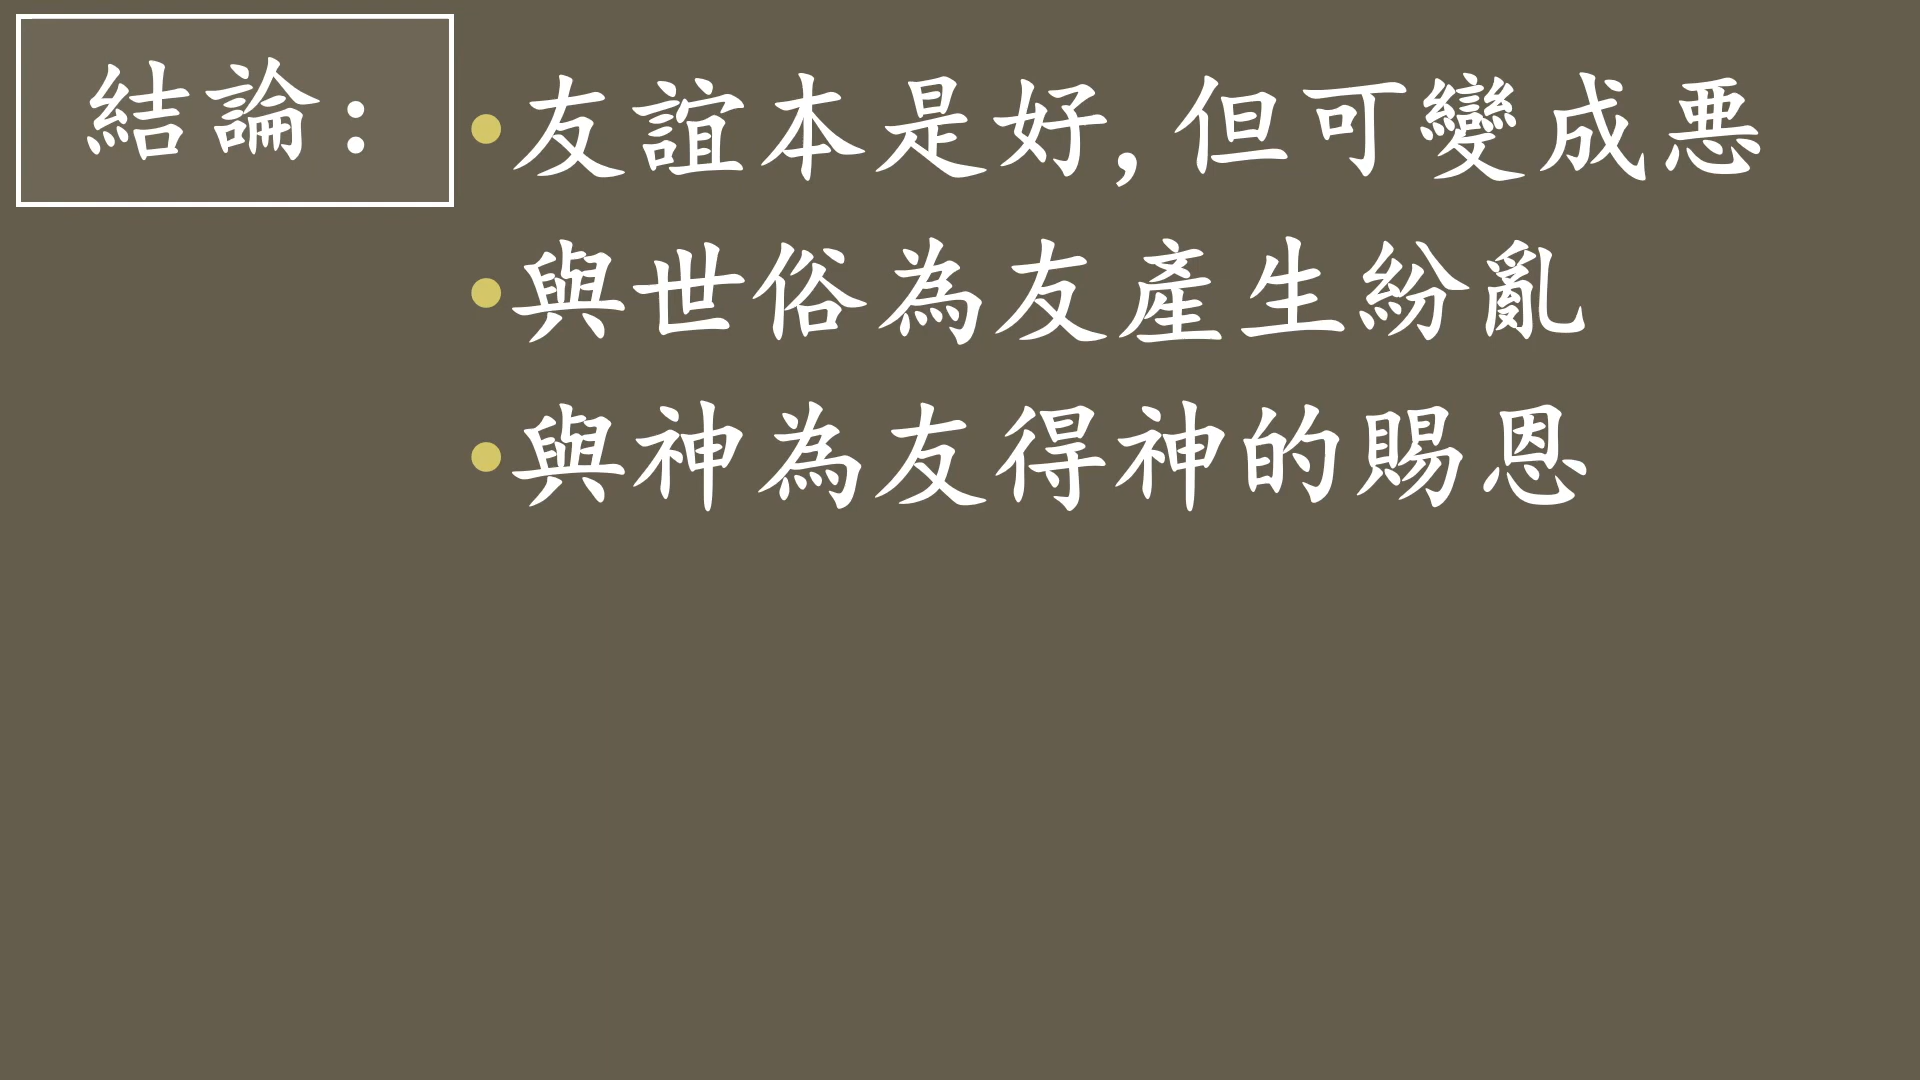 結論:
•友誼本是好,但可變成悪
•與世俗為友產生紛亂
•與神為友得神的賜恩